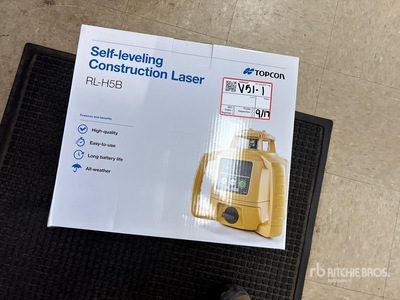 Self-leveling
Construction Laser
RL-H5B
TOPCON
V51-1
9/17
Features and benefits
High-quality
Easy-to-use
Long battery life
All-weather
rb RITCHIE BROS.